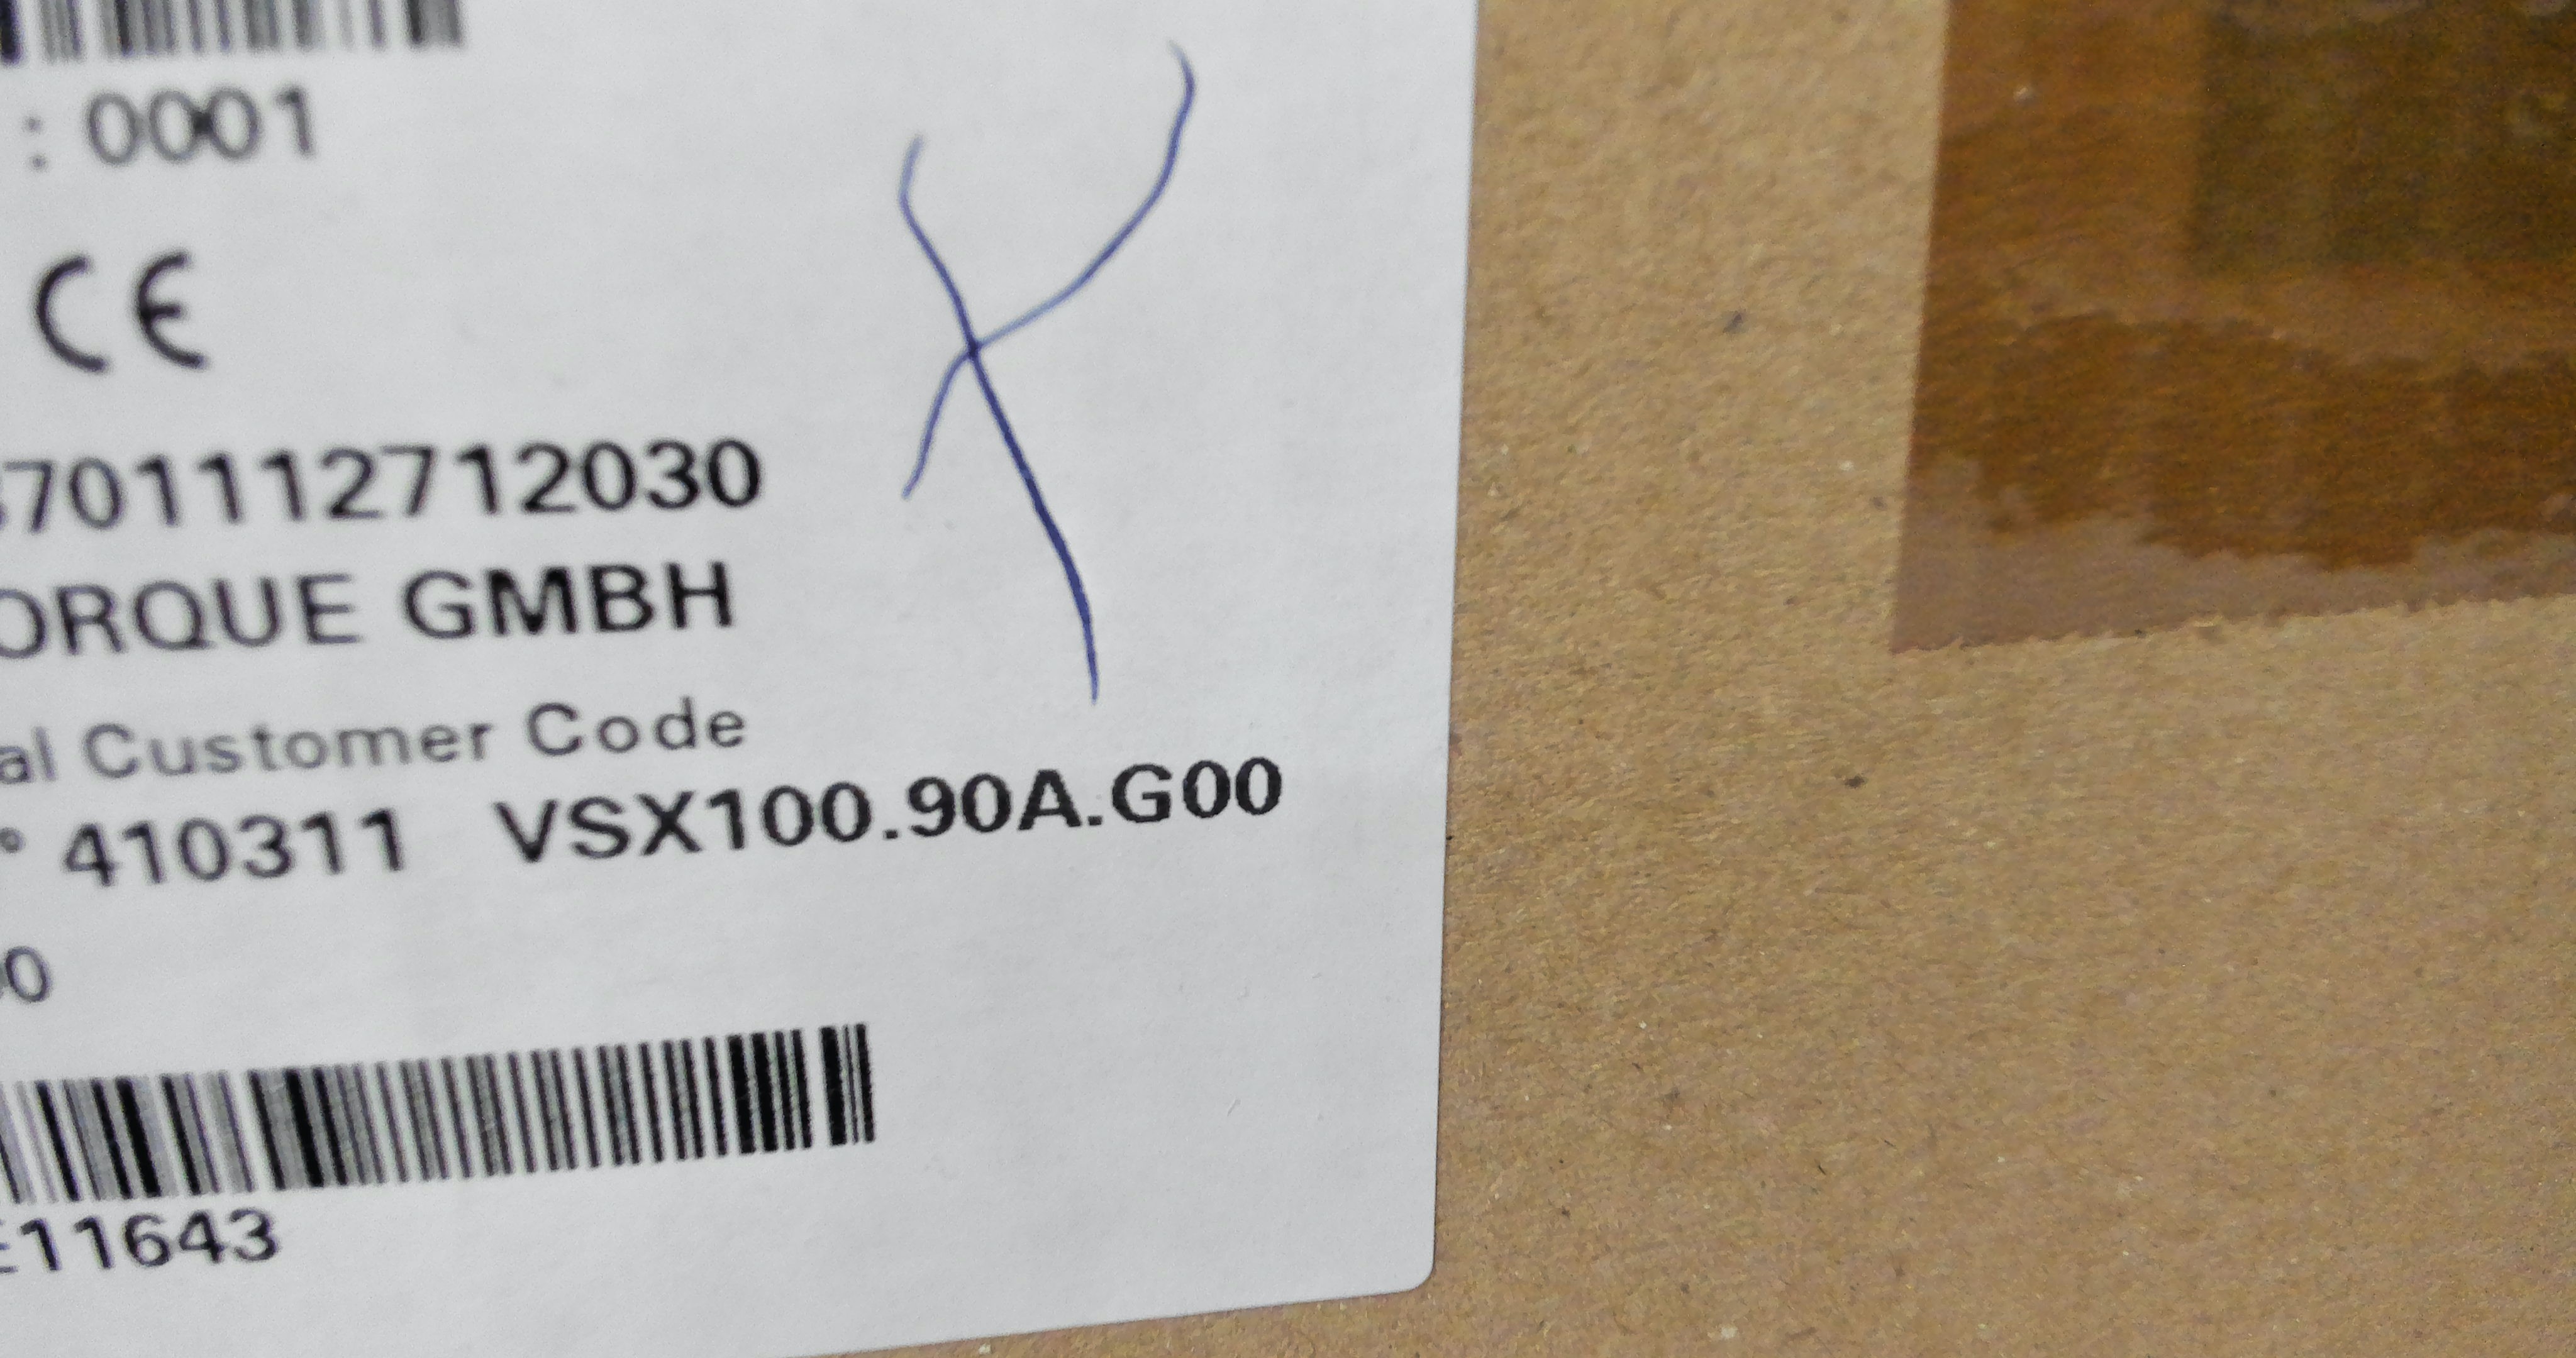 : 0001
CE
701112712030
ORQUE GMBH
al Customer Code
° 410311 VSX100.90A.G00
0
E11643